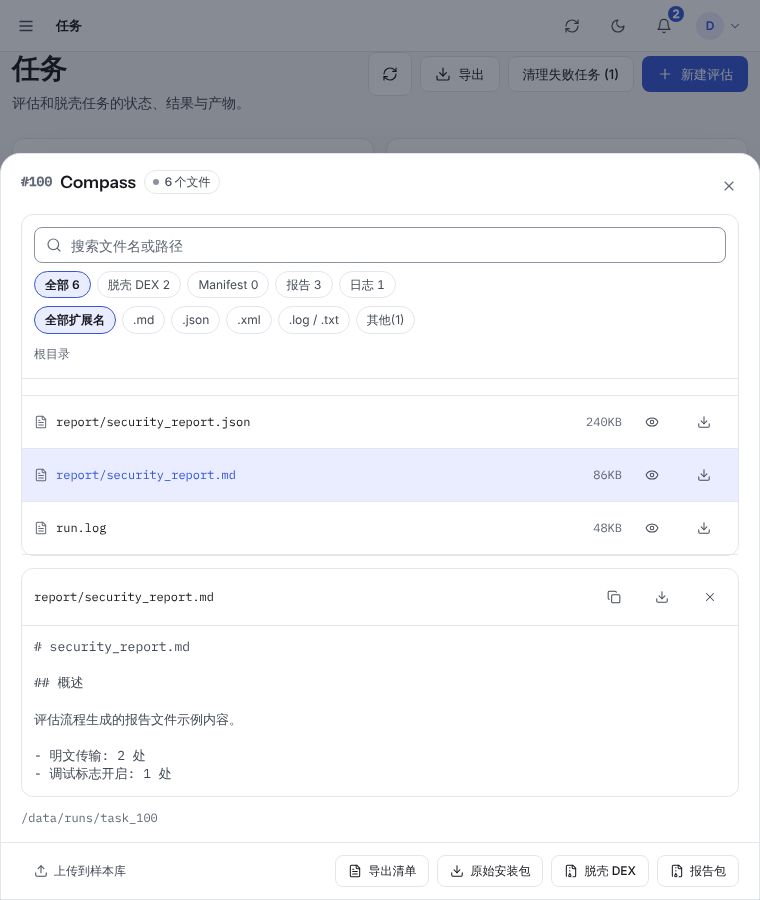 任务
2
D
任务
导出
清理失败任务 (1)
新建评估
评估和脱壳任务的状态、结果与产物。
#100 Compass 6 个文件
搜索文件名或路径
全部 6 脱壳 DEX 2 Manifest 0 报告 3 日志 1
全部扩展名 .md .json .xml .log / .txt 其他(1)
根目录
report/security_report.json 240KB
report/security_report.md 86KB
run.log 48KB
report/security_report.md
# security_report.md
## 概述
评估流程生成的报告文件示例内容。
- 明文传输: 2 处
- 调试标志开启: 1 处
/data/runs/task_100
上传到样本库 导出清单 原始安装包 脱壳 DEX 报告包